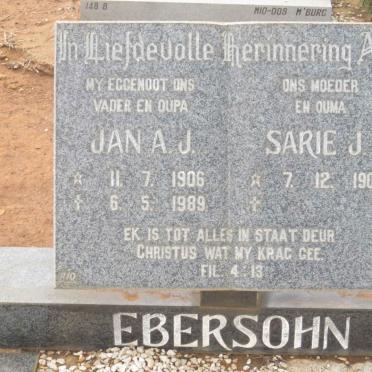 148 B MIO-DOS M'BURG
In Liefdevolle Herinnering A
MY EGGENOOT ONS
VADER EN OUPA
JAN A. J.
☆ 11. 7. 1906
✝ 6. 5. 1989
ONS MOEDER
EN OUMA
SARIE J
☆ 7. 12. 190
✝
EK IS TOT ALLES IN STAAT DEUR
CHRISTUS WAT MY KRAG GEE.
FIL. 4:13
EBERSOHN